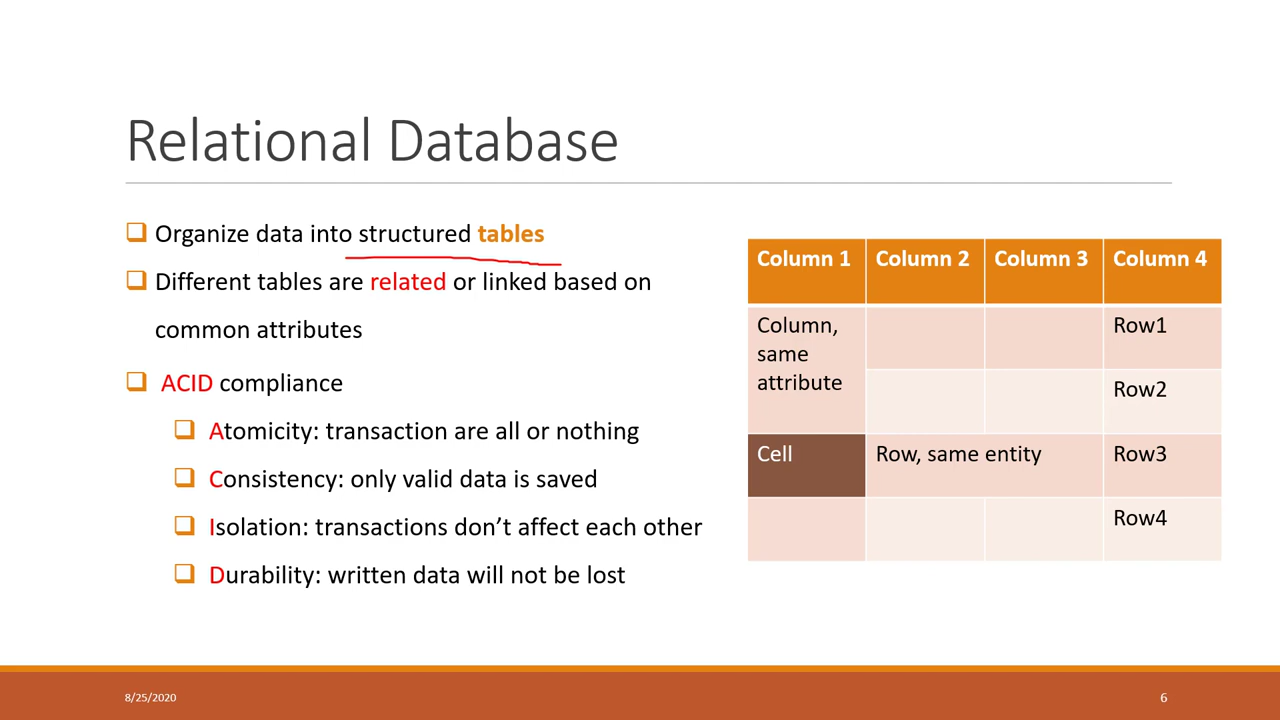 Relational Database
Organize data into structured tables
Different tables are related or linked based on
common attributes
ACID compliance
Atomicity: transaction are all or nothing
Consistency: only valid data is saved
Isolation: transactions don’t affect each other
Durability: written data will not be lost
Column 1 Column 2 Column 3 Column 4
Column, Row1
same
attribute
Row2
Cell Row, same entity Row3
Row4
8/25/2020 6